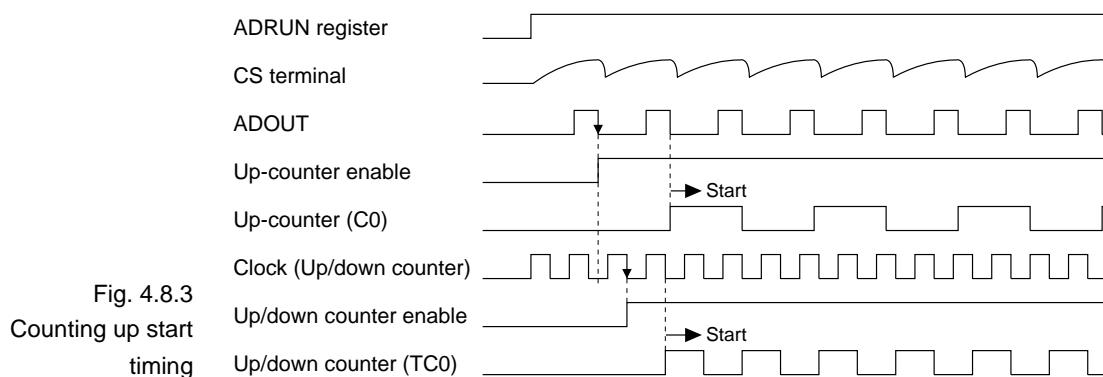 ADRUN register
CS terminal
ADOUT
Up-counter enable
Start
Up-counter (C0)
Clock (Up/down counter)
Up/down counter enable
Start
Up/down counter (TC0)
Fig. 4.8.3
Counting up start
timing